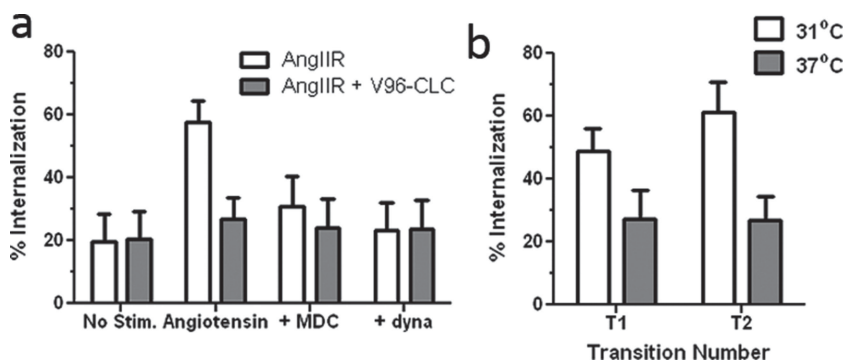 a
80
60
40
20
0
% Internalization
AngIIR
AngIIR + V96-CLC
No Stim. Angiotensin + MDC + dyna
b
80
60
40
20
0
% Internalization
31°C
37°C
T1 T2
Transition Number